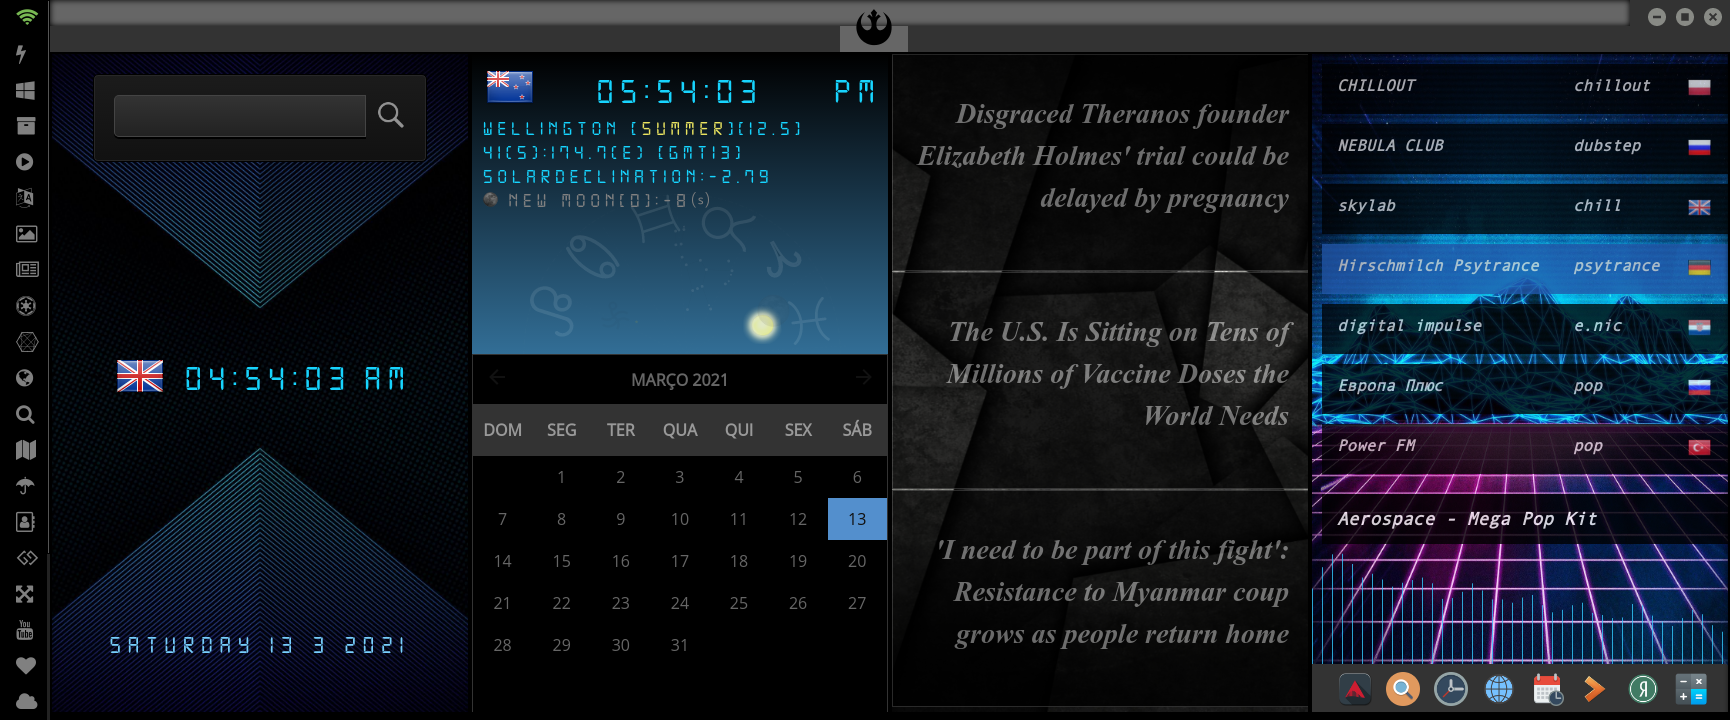 04:54:03 AM
SATURDAY 13 3 2021
05:54:03 PM
WELLINGTON [SUMMER][12.5]
41(S):174.7(E) [GMT13]
SOLARDECLINATION:-2.79
NEW MOON[0]:-8(s)
MARÇO 2021
DOM SEG TER QUA QUI SEX SÁB
1 2 3 4 5 6
7 8 9 10 11 12 13
14 15 16 17 18 19 20
21 22 23 24 25 26 27
28 29 30 31
Disgraced Theranos founder
Elizabeth Holmes' trial could be
delayed by pregnancy
The U.S. Is Sitting on Tens of
Millions of Vaccine Doses the
World Needs
'I need to be part of this fight':
Resistance to Myanmar coup
grows as people return home
CHILLOUT chillout
NEBULA CLUB dubstep
skylab chill
Hirschmilch Psytrance psytrance
digital impulse e.nic
Европа Плюс pop
Power FM pop
Aerospace - Mega Pop Kit
You
Tube
Я